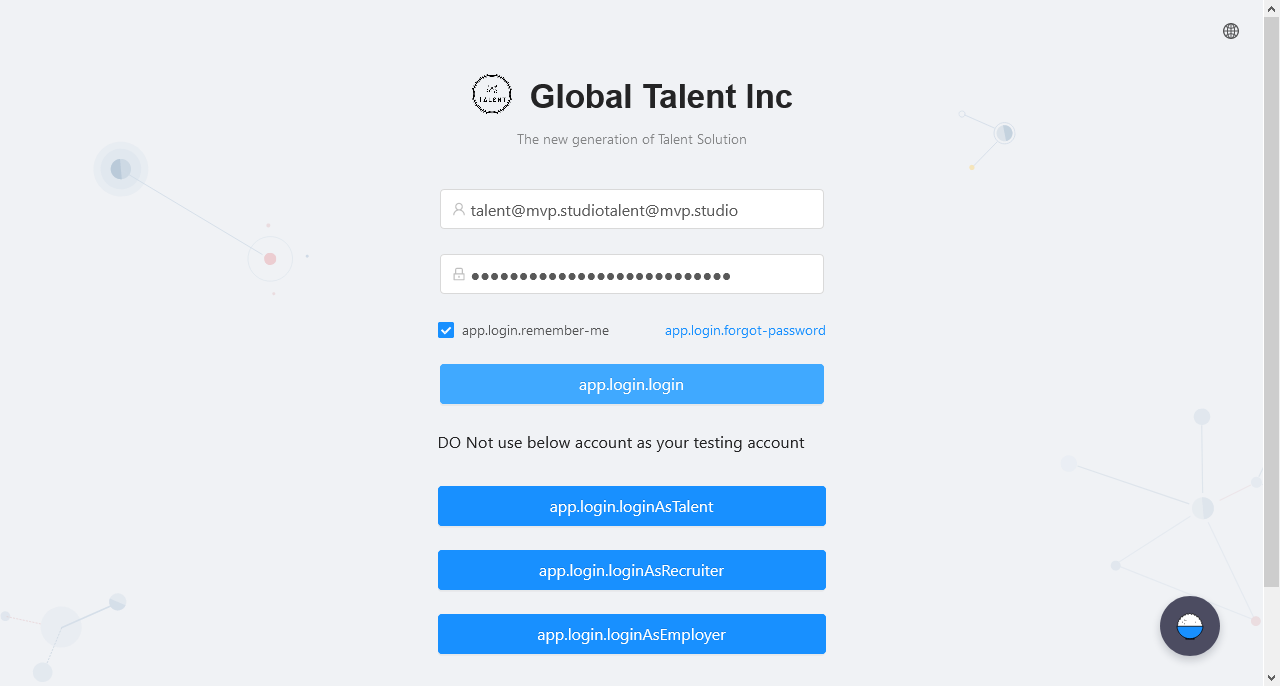 TALENT
Global Talent Inc
The new generation of Talent Solution
talent@mvp.studiotalent@mvp.studio
app.login.remember-me
app.login.forgot-password
app.login.login
DO Not use below account as your testing account
app.login.loginAsTalent
app.login.loginAsRecruiter
app.login.loginAsEmployer